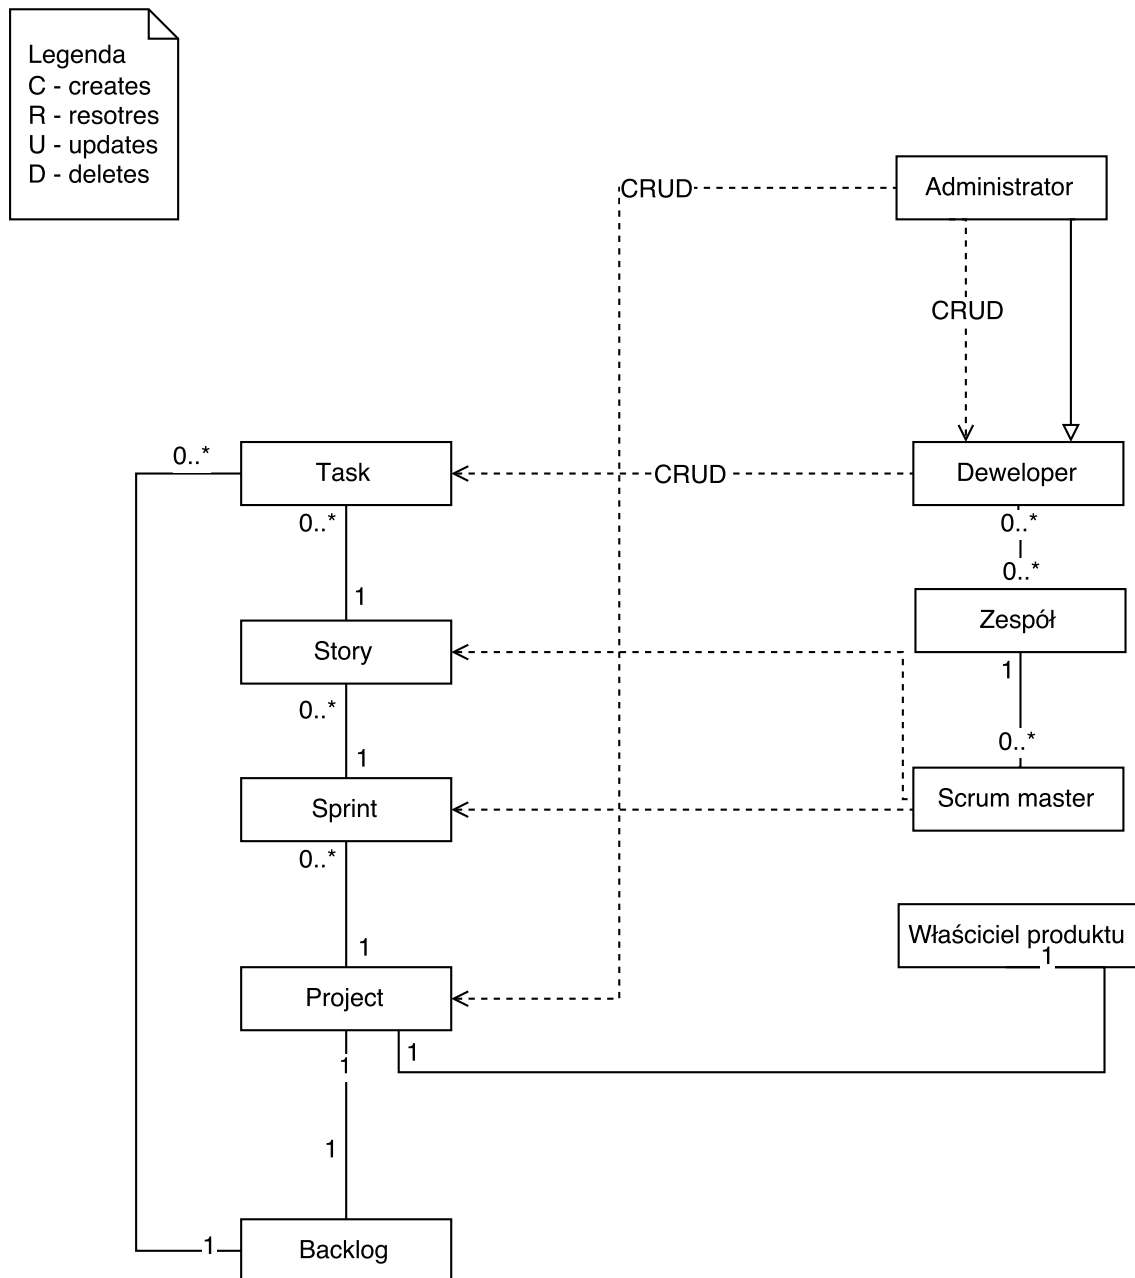 Legenda
C - creates
R - resotres
U - updates
D - deletes
CRUD
Administrator
CRUD
0..*
Task
CRUD
Deweloper
0..*
0..*
0..*
1
Zespół
Story
1
0..*
0..*
1
Sprint
Scrum master
0..*
1
Właściciel produktu
1
Project
1
1
1
1
Backlog